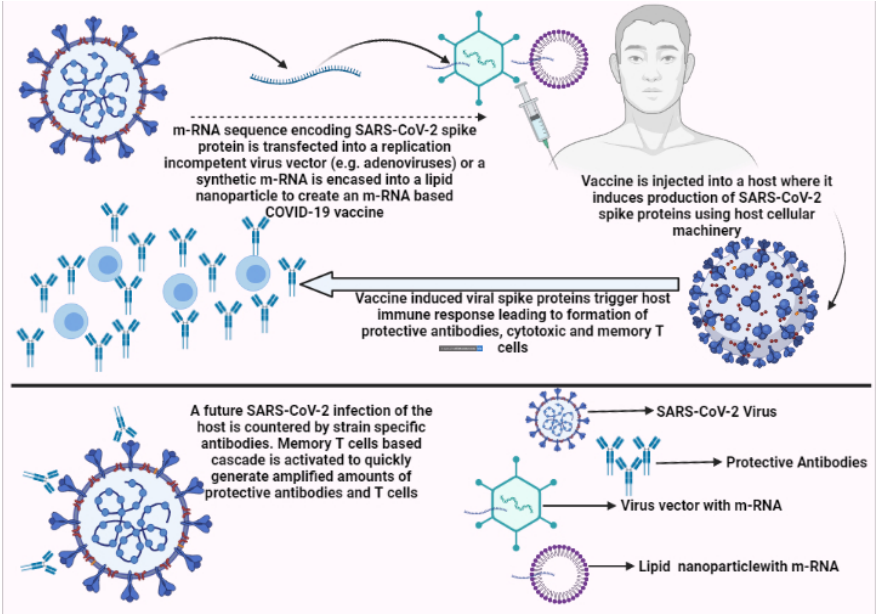 m-RNA sequence encoding SARS-CoV-2 spike
protein is transfected into a replication
incompetent virus vector (e.g. adenoviruses) or a
synthetic m-RNA is encased into a lipid
nanoparticle to create an m-RNA based
COVID-19 vaccine
Vaccine is injected into a host where it
induces production of SARS-CoV-2
spike proteins using host cellular
machinery
Vaccine induced viral spike proteins trigger host
immune response leading to formation of
protective antibodies, cytotoxic and memory T
cells
A future SARS-CoV-2 infection of the
host is countered by strain specific
antibodies. Memory T cells based
cascade is activated to quickly
generate amplified amounts of
protective antibodies and T cells
SARS-CoV-2 Virus
Protective Antibodies
Virus vector with m-RNA
Lipid nanoparticlewith m-RNA